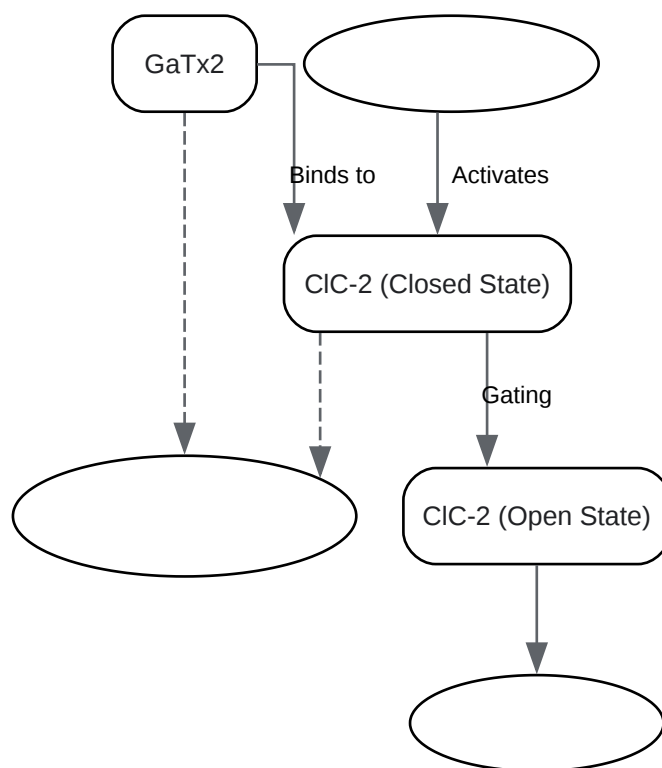 GaTx2
Binds to
Activates
ClC-2 (Closed State)
Gating
ClC-2 (Open State)